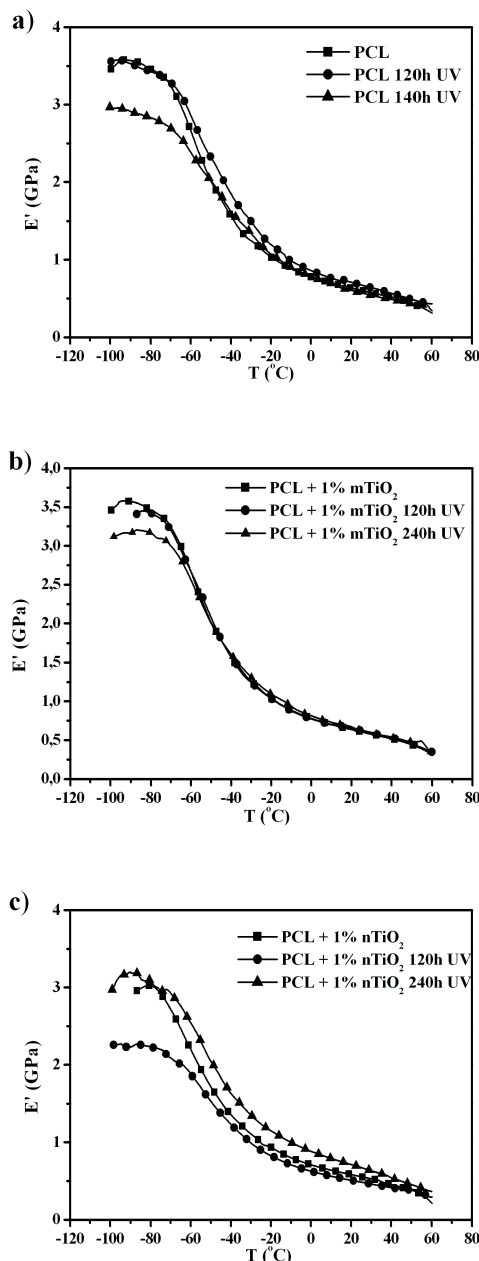 a)
PCL
PCL 120h UV
PCL 140h UV
E' (GPa)
4
3
2
1
0
-120 -100 -80 -60 -40 -20 0 20 40 60 80
T (°C)
b)
PCL + 1% mTiO₂
PCL + 1% mTiO₂ 120h UV
PCL + 1% mTiO₂ 240h UV
E' (GPa)
4,0
3,5
3,0
2,5
2,0
1,5
1,0
0,5
0,0
-120 -100 -80 -60 -40 -20 0 20 40 60 80
T (°C)
c)
PCL + 1% nTiO₂
PCL + 1% nTiO₂ 120h UV
PCL + 1% nTiO₂ 240h UV
E' (GPa)
4
3
2
1
0
-120 -100 -80 -60 -40 -20 0 20 40 60 80
T (°C)